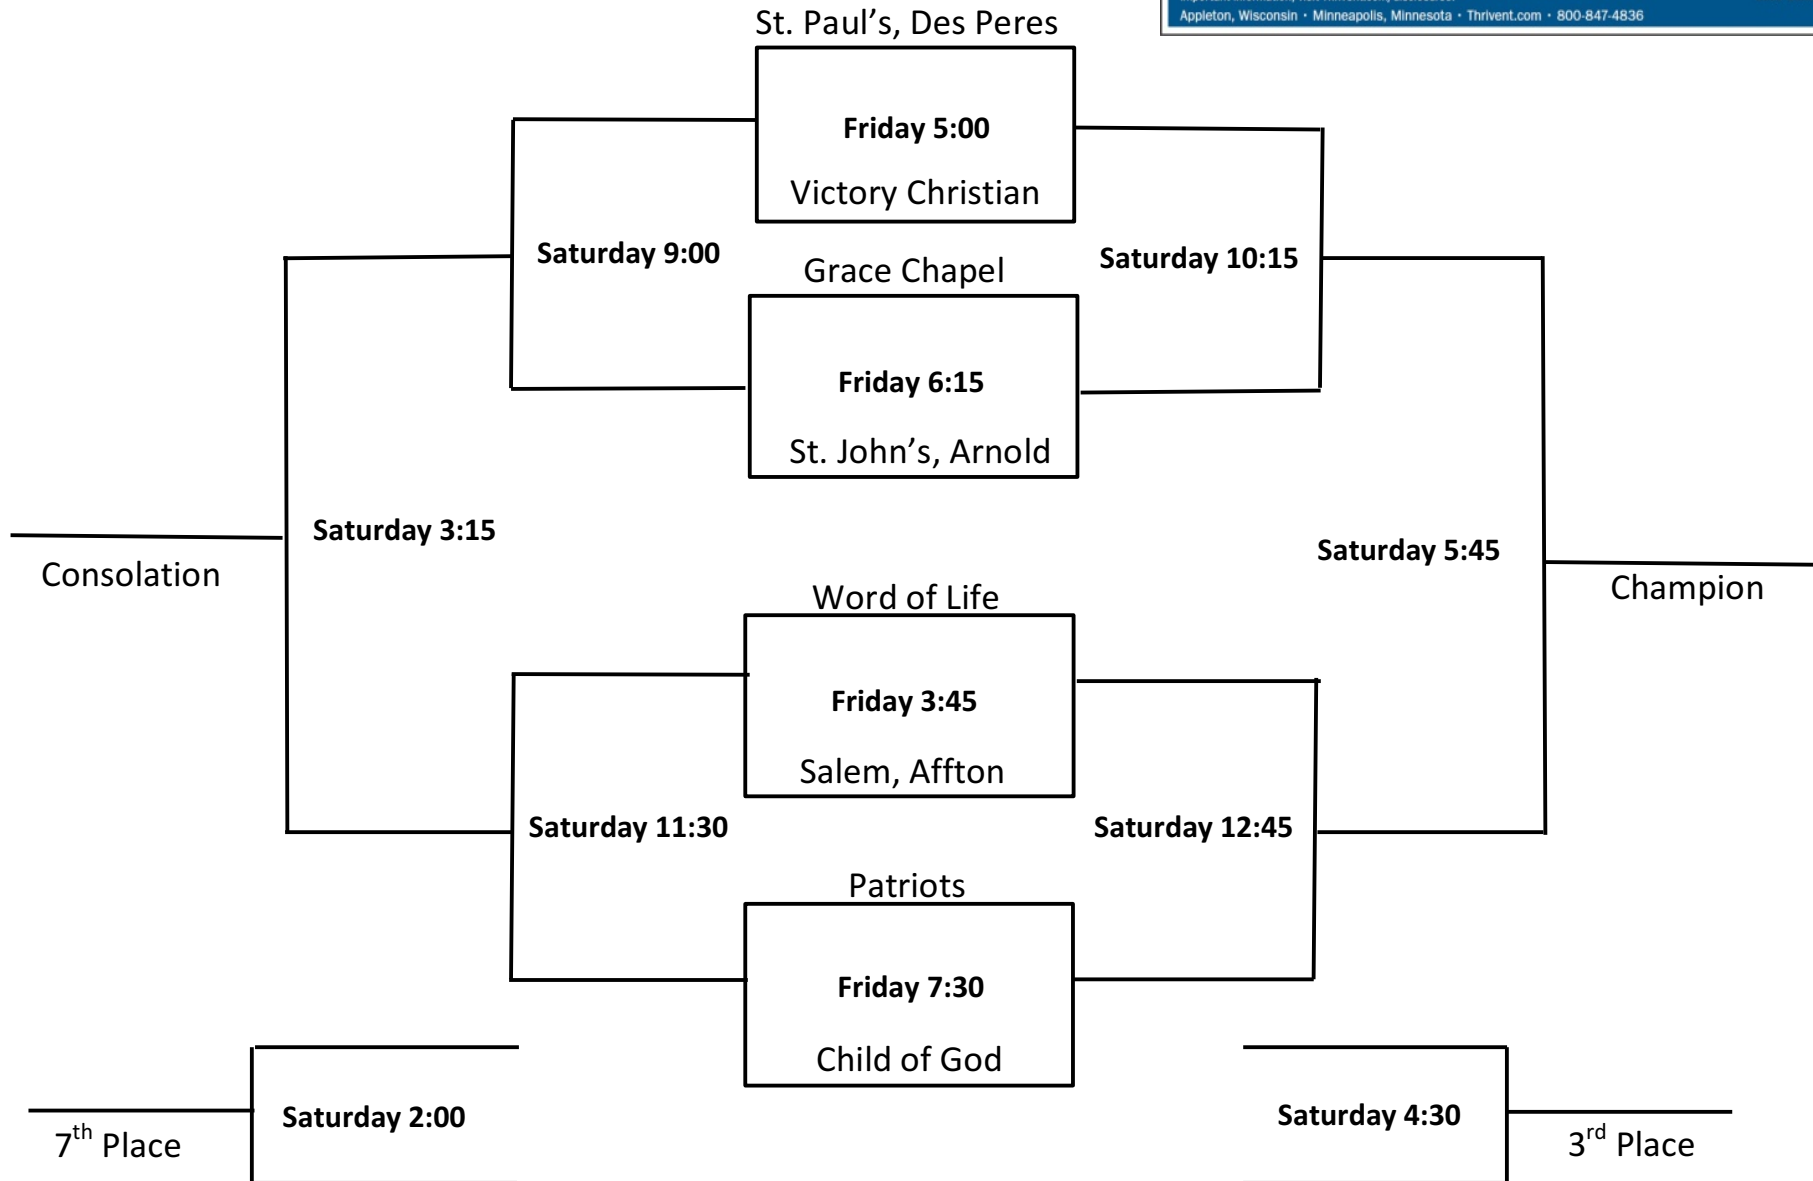 Appleton, Wisconsin • Minneapolis, Minnesota • Thrivent.com • 800-847-4836
St. Paul’s, Des Peres
Friday 5:00
Victory Christian
Saturday 9:00
Grace Chapel
Saturday 10:15
Friday 6:15
St. John’s, Arnold
Saturday 3:15
Consolation
Saturday 5:45
Champion
Word of Life
Friday 3:45
Salem, Affton
Saturday 11:30
Saturday 12:45
Patriots
Friday 7:30
Child of God
Saturday 2:00
7th Place
Saturday 4:30
3rd Place